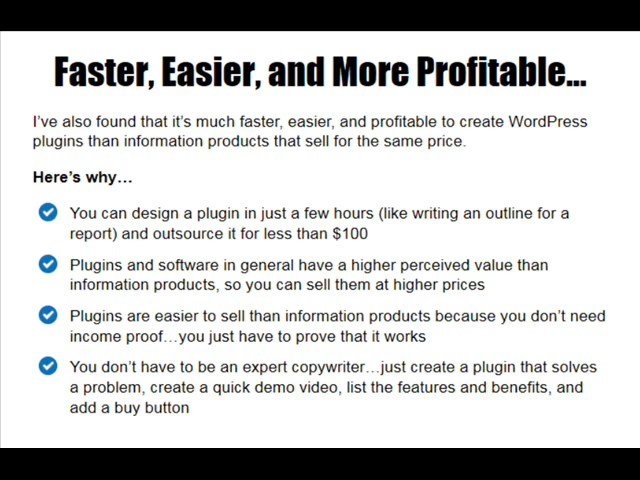 Faster, Easier, and More Profitable...
I've also found that it's much faster, easier, and profitable to create WordPress
plugins than information products that sell for the same price.
Here's why…
You can design a plugin in just a few hours (like writing an outline for a
report) and outsource it for less than $100
Plugins and software in general have a higher perceived value than
information products, so you can sell them at higher prices
Plugins are easier to sell than information products because you don't need
income proof…you just have to prove that it works
You don't have to be an expert copywriter…just create a plugin that solves
a problem, create a quick demo video, list the features and benefits, and
add a buy button